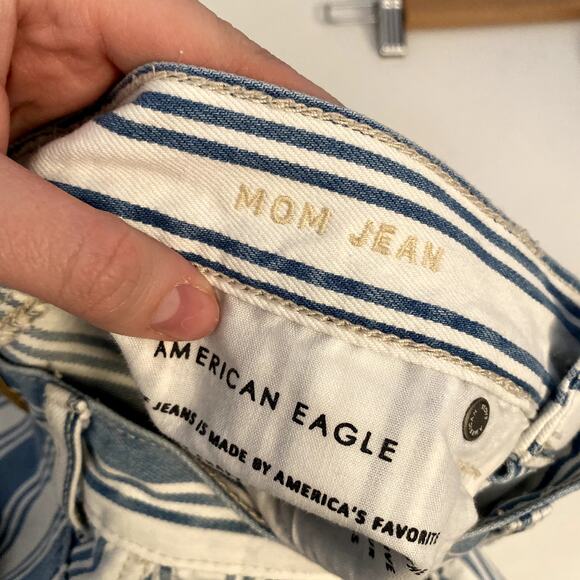 MOM JEAN
AMERICAN EAGLE
JEANS IS MADE BY AMERICA'S FAVORITE